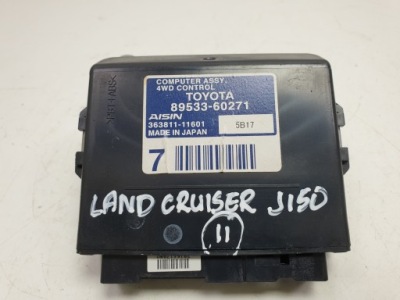 COMPUTER ASSY,
4WD CONTROL
TOYOTA
89533-60271
AISIN
363811-11601 5B17
MADE IN JAPAN
7
LAND CRUISER J150
11